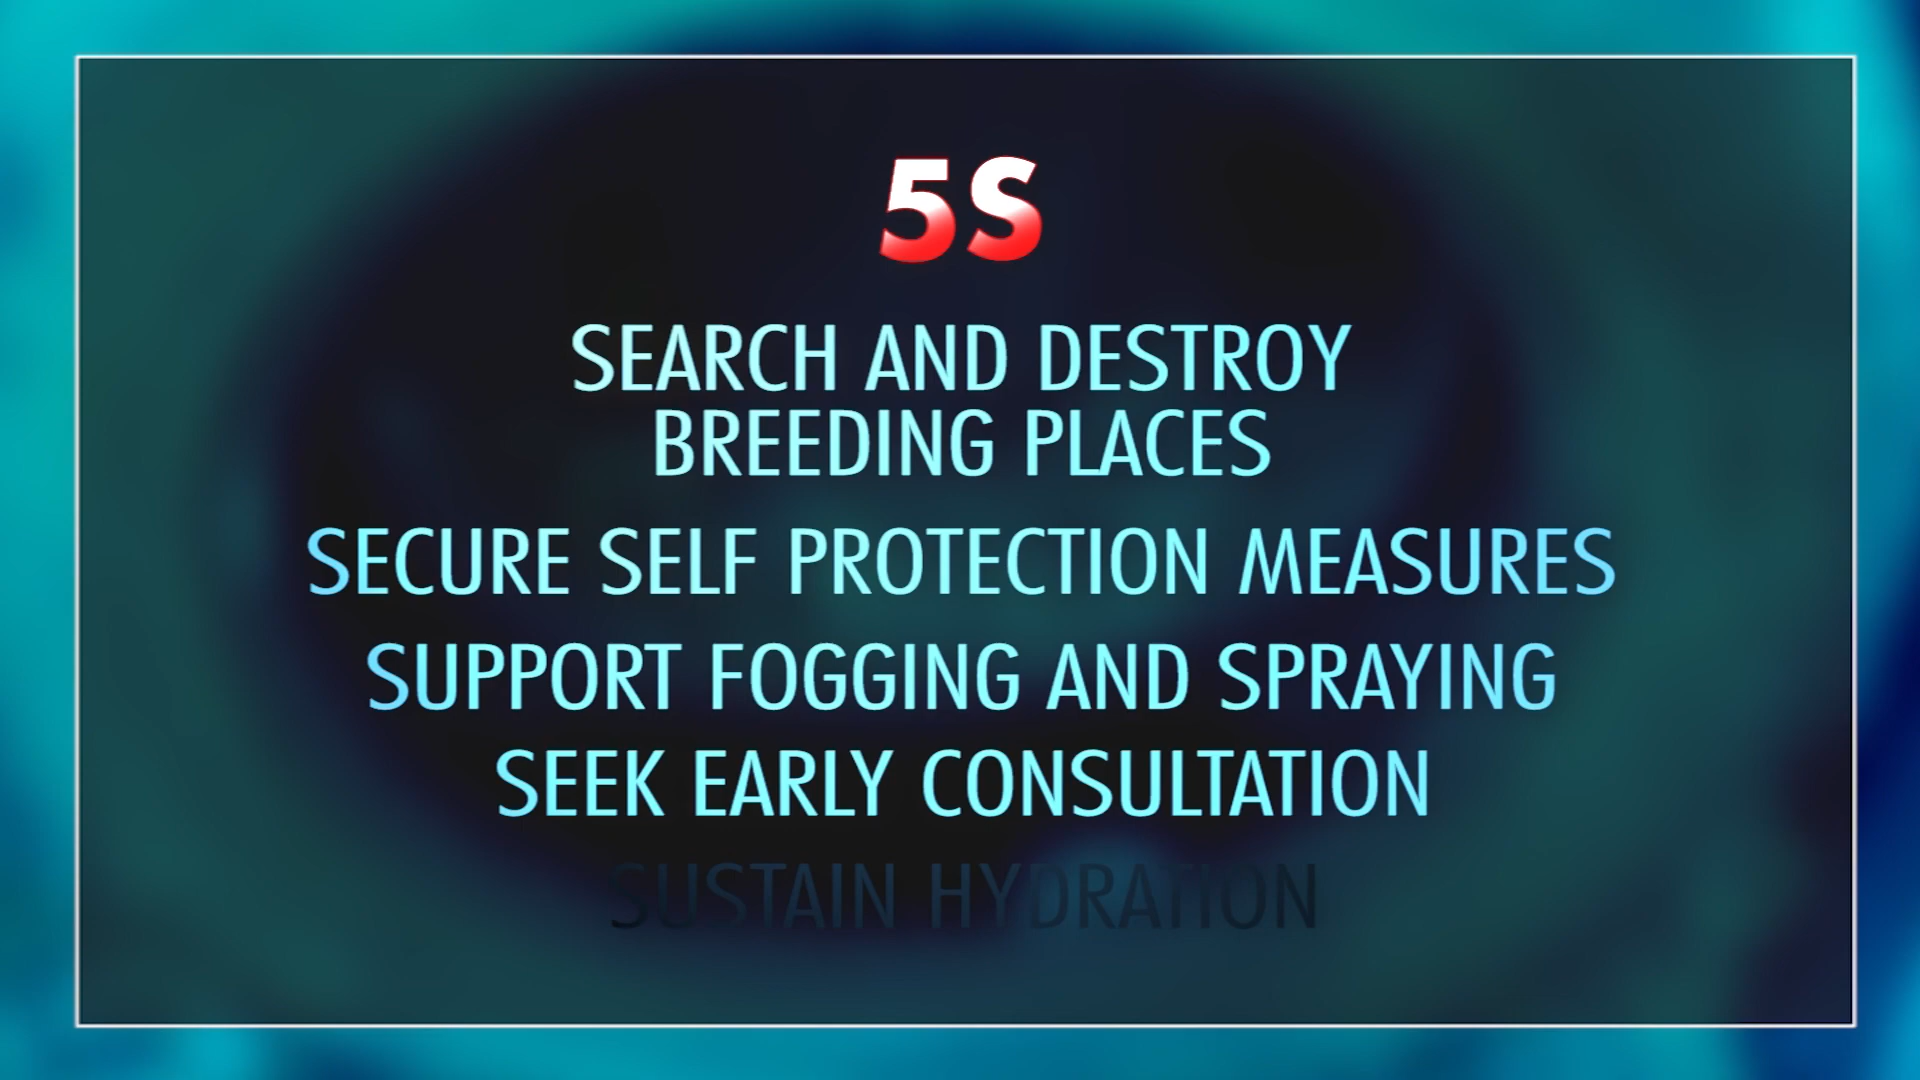 5S
SEARCH AND DESTROY
BREEDING PLACES
SECURE SELF PROTECTION MEASURES
SUPPORT FOGGING AND SPRAYING
SEEK EARLY CONSULTATION
SUSTAIN HYDRATION